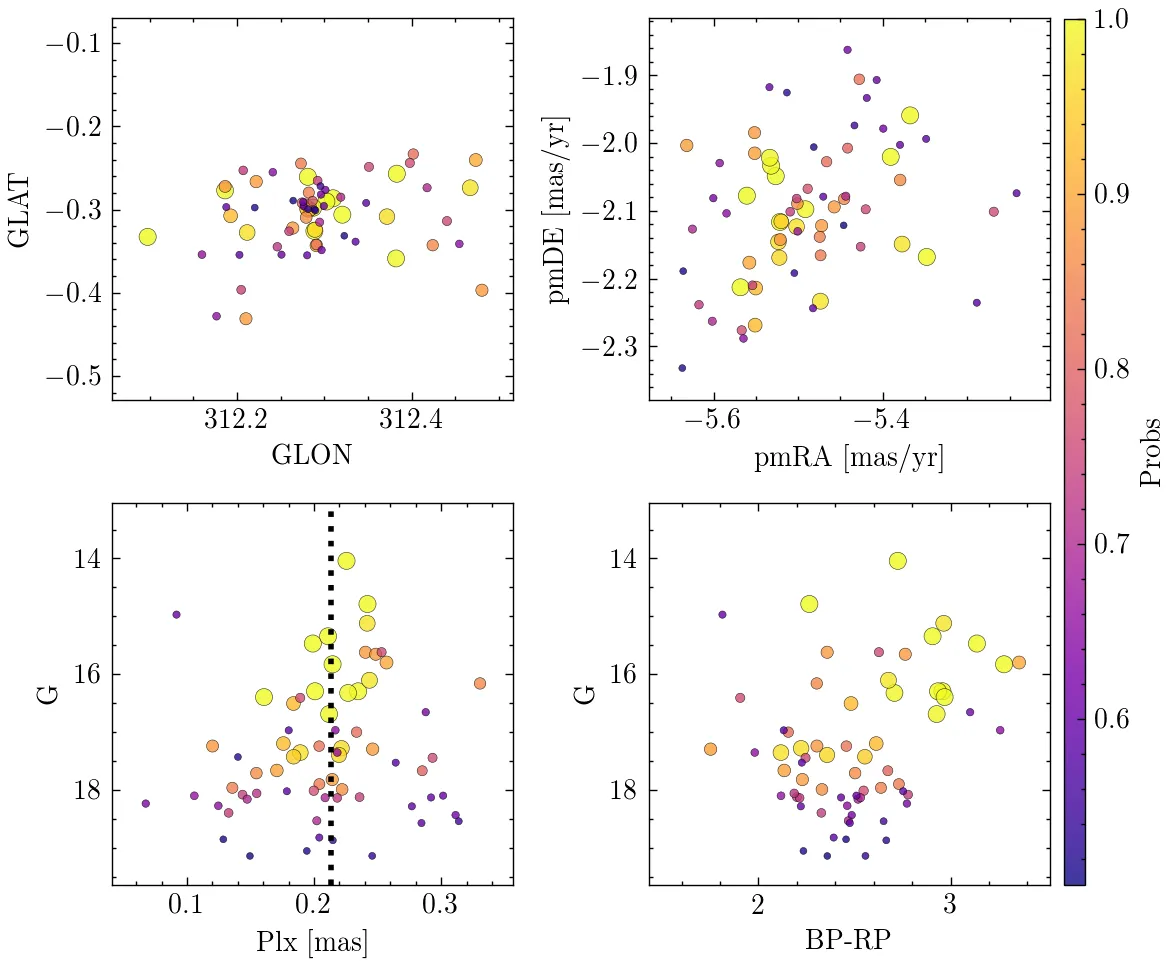 −0.1
−0.2
−0.3
−0.4
−0.5
GLAT
312.2 312.4
GLON
−1.9
−2.0
−2.1
−2.2
−2.3
pmDE [mas/yr]
−5.6 −5.4
pmRA [mas/yr]
14
16
18
G
0.1 0.2 0.3
Plx [mas]
14
16
18
G
2 3
BP-RP
1.0
0.9
0.8
0.7
0.6
Probs